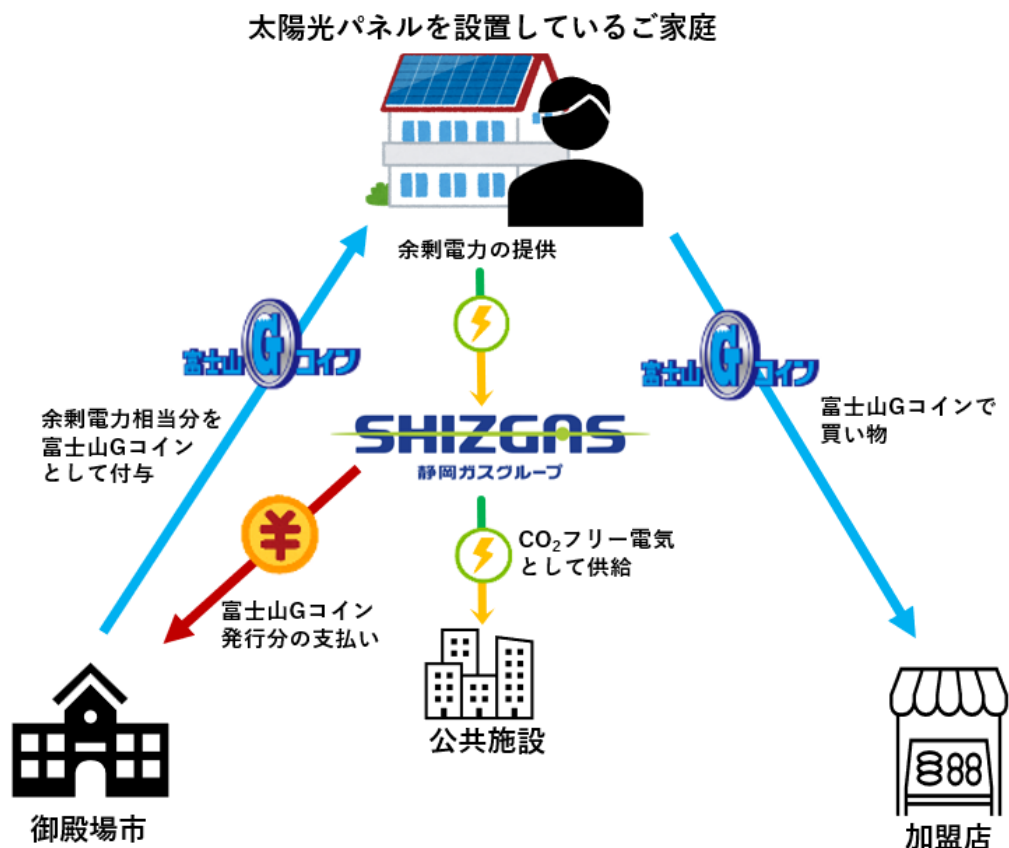 太陽光パネルを設置しているご家庭
余剰電力の提供
富士山Gコイン
富士山Gコイン
余剰電力相当分を
富士山Gコイン
として付与
富士山Gコインで
買い物
SHIZGAS
静岡ガスグループ
¥
CO₂フリー電気
として供給
富士山Gコイン
発行分の支払い
公共施設
御殿場市
加盟店